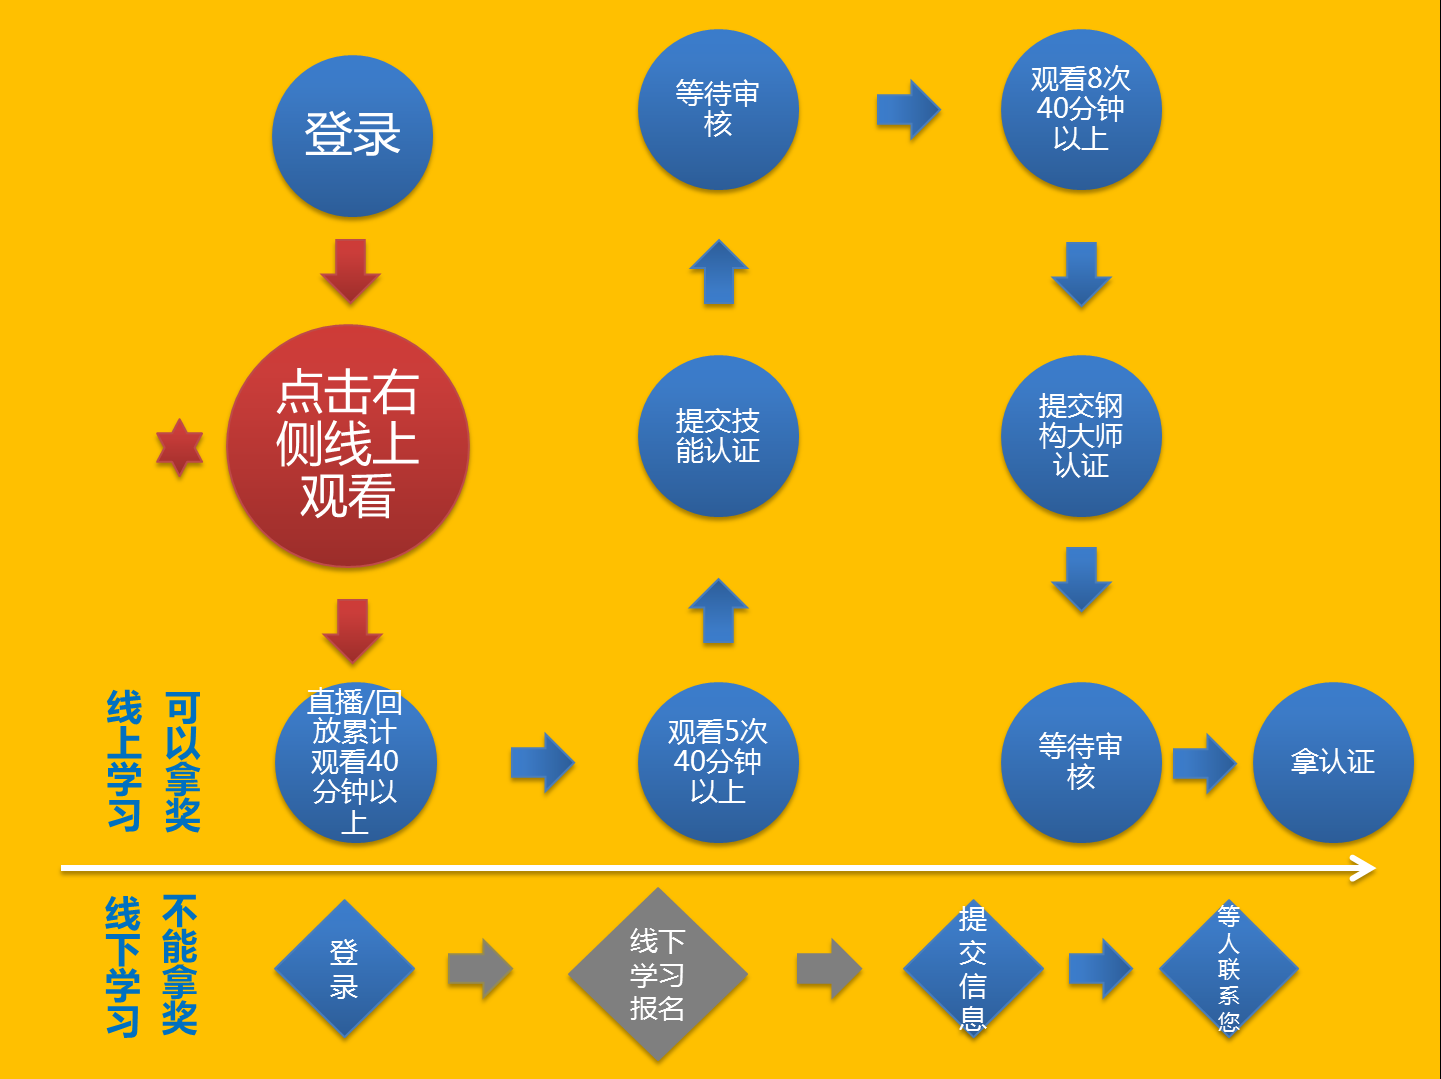 登录
点击右
侧线上
观看
直播/回
放累计
观看40
分钟以
上
观看5次
40分钟
以上
提交技
能认证
等待审
核
观看8次
40分钟
以上
提交钢
构大师
认证
等待审
核
拿认证
线上学习
可以拿奖
线下学习
不能拿奖
登
录
线下
学习
报名
提
交
信
息
等
人
联
系
您